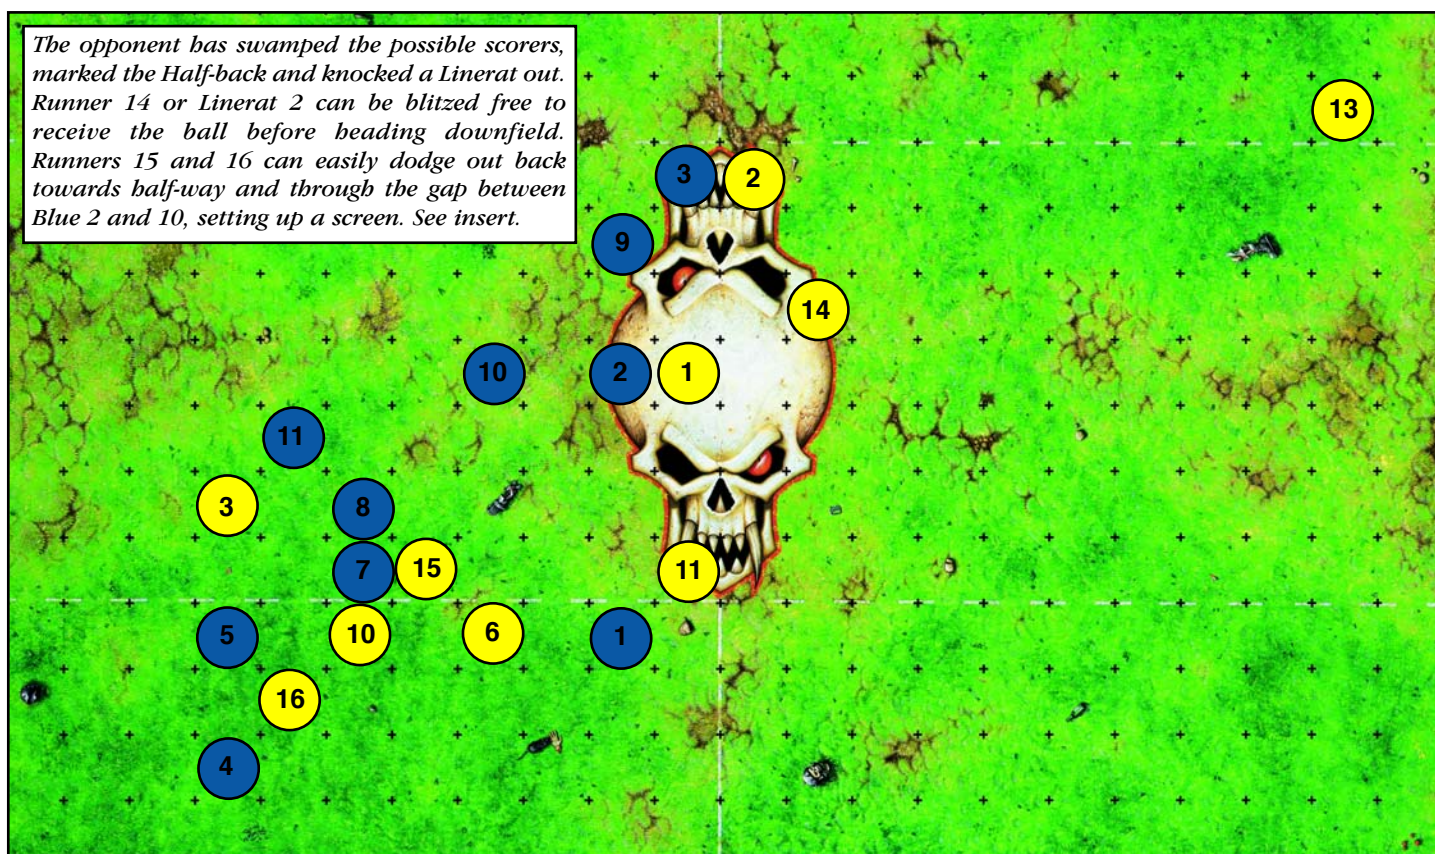 The opponent has swamped the possible scorers,
marked the Half-back and knocked a Linerat out.
Runner 14 or Linerat 2 can be blitzed free to
receive the ball before heading downfield.
Runners 15 and 16 can easily dodge out back
towards half-way and through the gap between
Blue 2 and 10, setting up a screen. See insert.
13
3 2
9
14
10 2 1
11
3 8
7 15 11
5 10 6 1
16
4